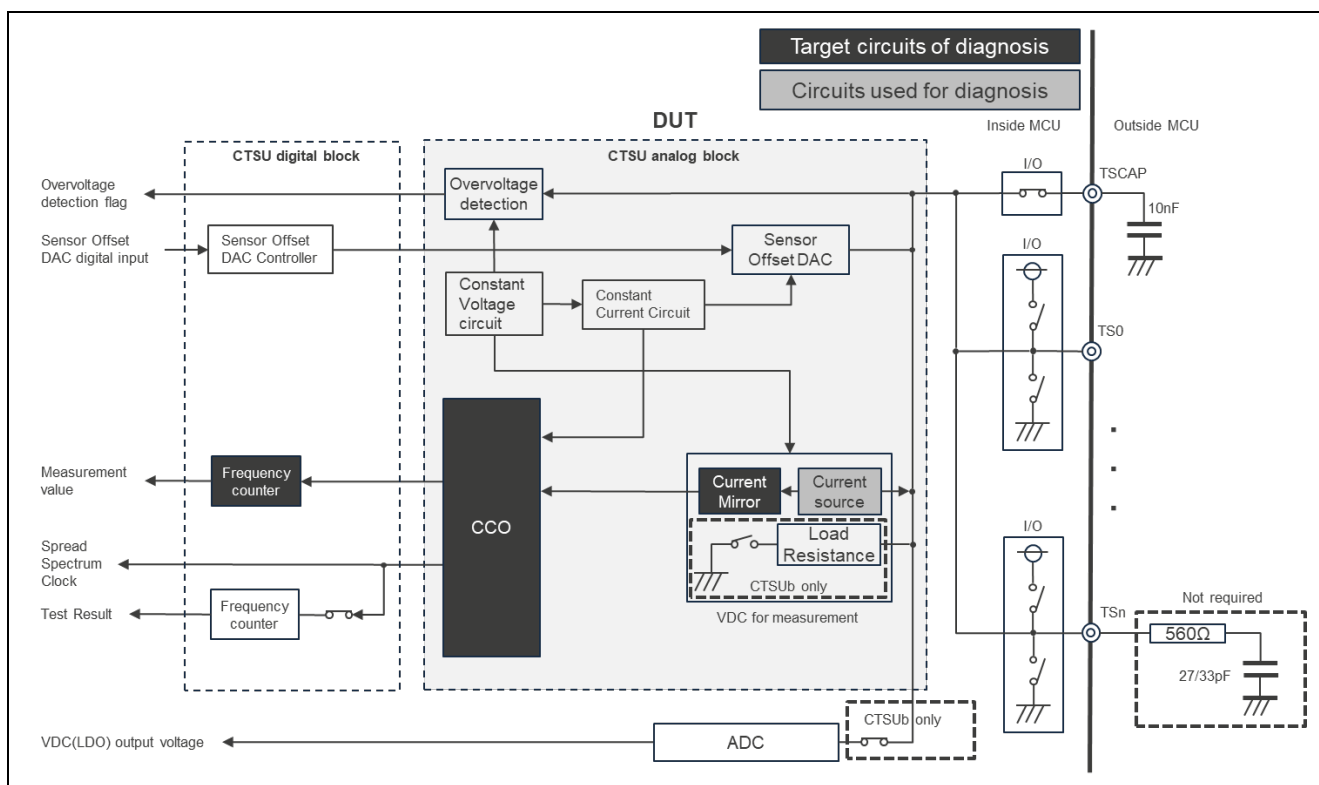 Target circuits of diagnosis
Circuits used for diagnosis
DUT
Inside MCU
Outside MCU
CTSU digital block
CTSU analog block
I/O
TSCAP
Overvoltage
detection flag
Overvoltage
detection
10nF
Sensor Offset
DAC digital input
Sensor Offset
DAC Controller
Sensor
Offset DAC
I/O
Constant
Voltage
circuit
Constant
Current Circuit
TS0
Measurement
value
Frequency
counter
CCO
Current
Mirror
Current
source
I/O
Load
Resistance
CTSUb only
VDC for measurement
Spread
Spectrum
Clock
Test Result
Frequency
counter
TSn
Not required
560Ω
27/33pF
CTSUb only
VDC(LDO) output voltage
ADC